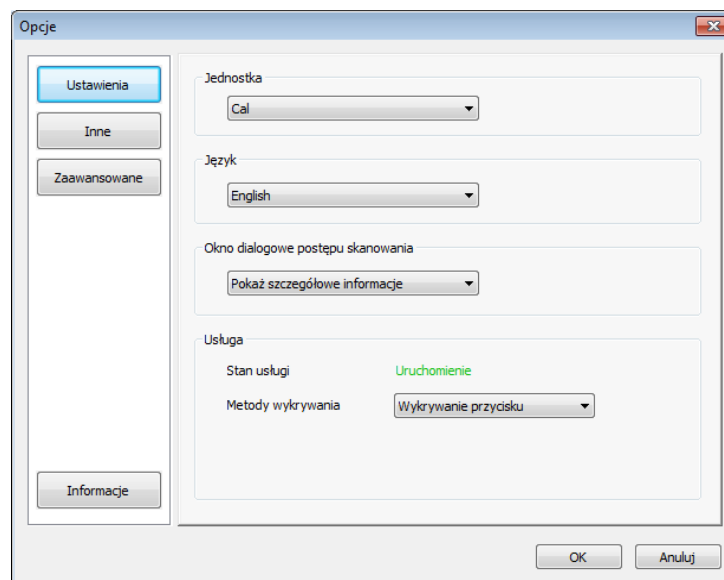 Opcje
Ustawienia
Inne
Zaawansowane
Informacje
Jednostka
Cal
Język
English
Okno dialogowe postępu skanowania
Pokaż szczegółowe informacje
Usługa
Stan usługi Uruchomienie
Metody wykrywania Wykrywanie przycisku
OK Anuluj